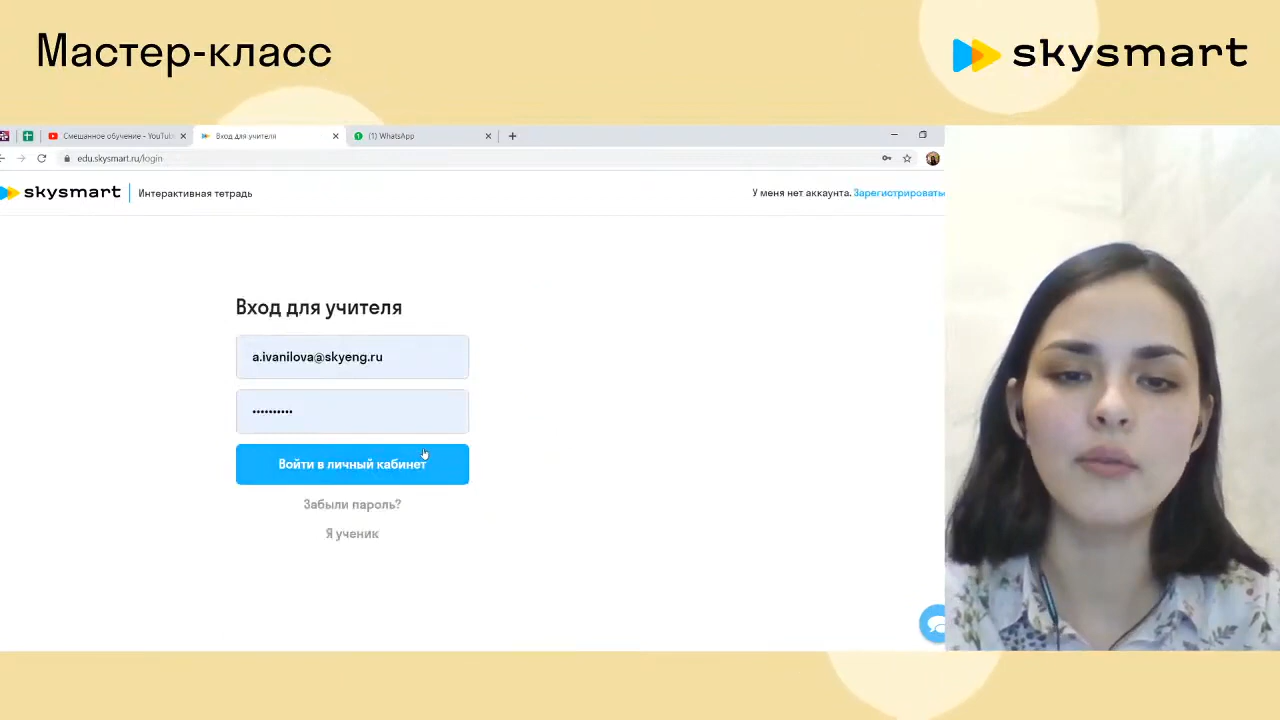 Мастер-класс
skysmart
Смешанное обучение - YouTub
Вход для учителя
(1) WhatsApp
edu.skysmart.ru/login
skysmart
Интерактивная тетрадь
У меня нет аккаунта. Зарегистрировать
Вход для учителя
a.ivanilova@skyeng.ru
••••••••••
Войти в личный кабинет
Забыли пароль?
Я ученик